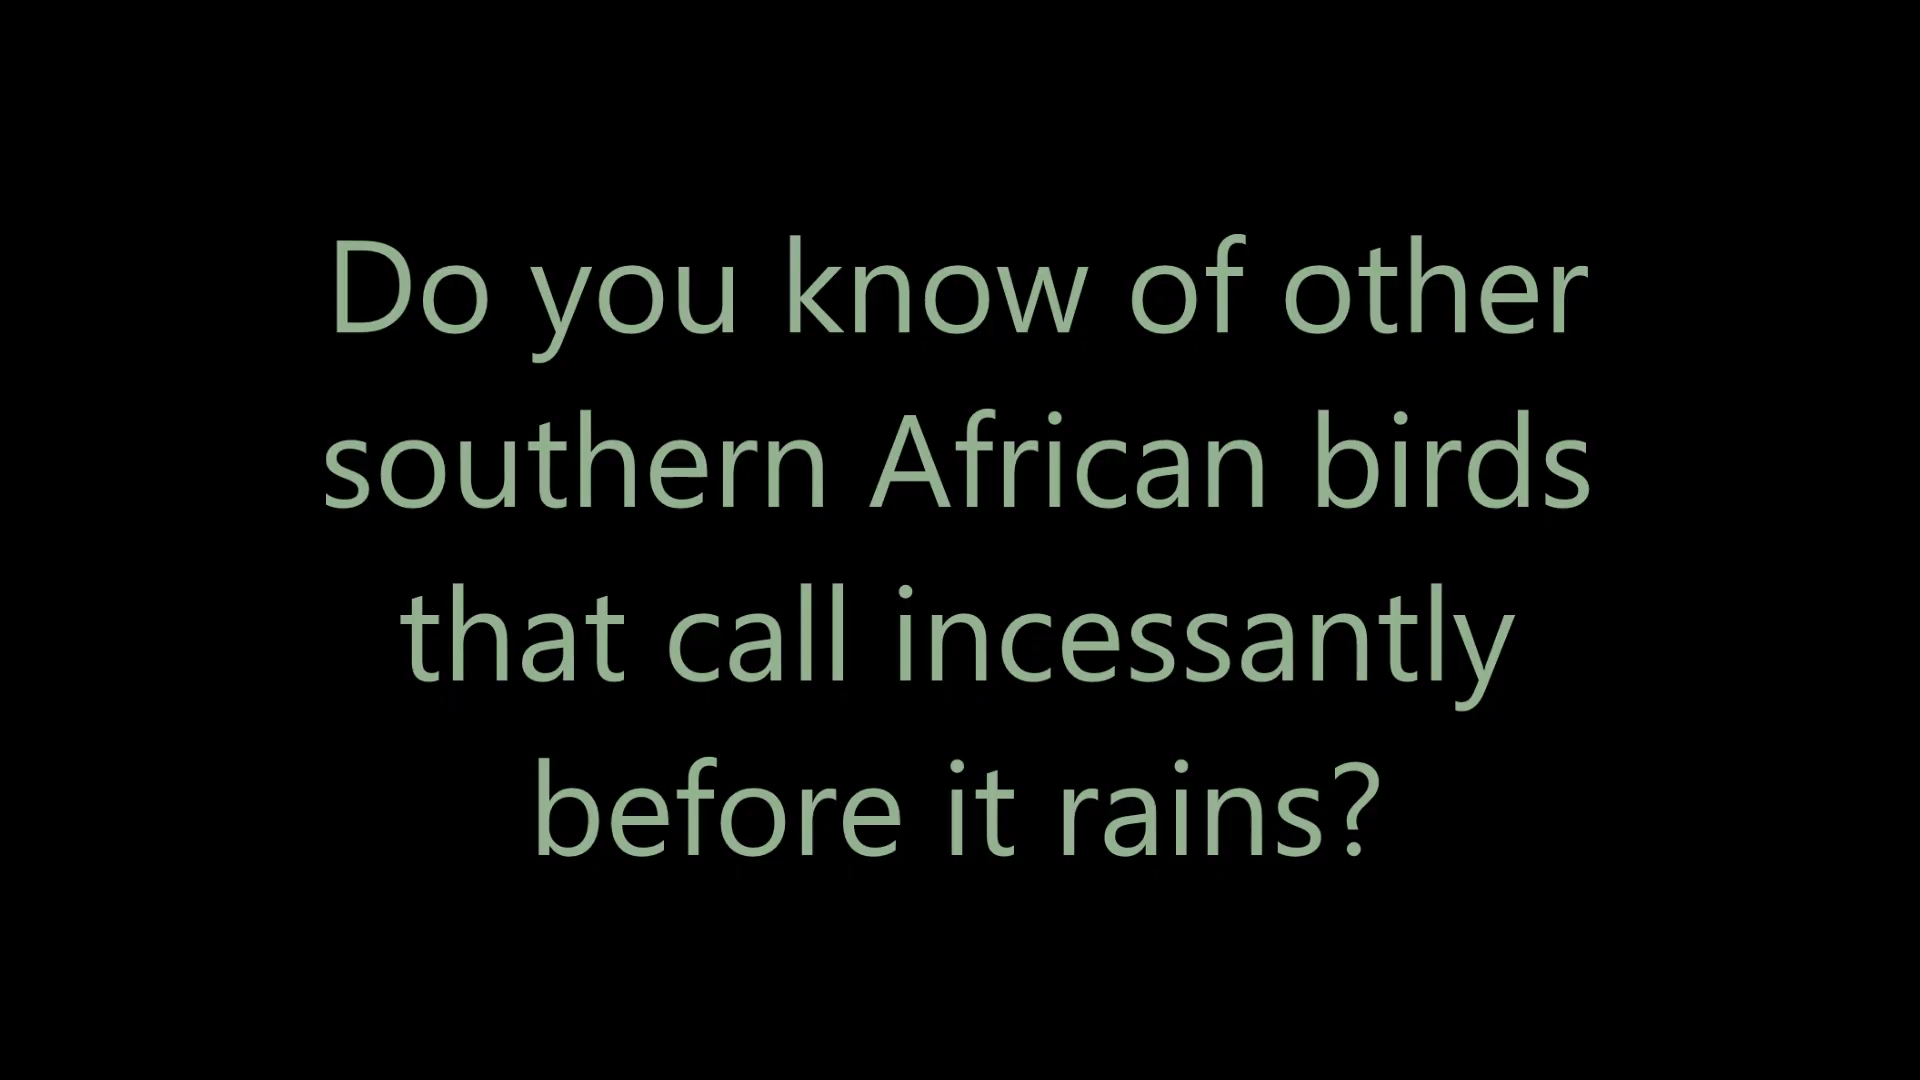 Do you know of other
southern African birds
that call incessantly
before it rains?